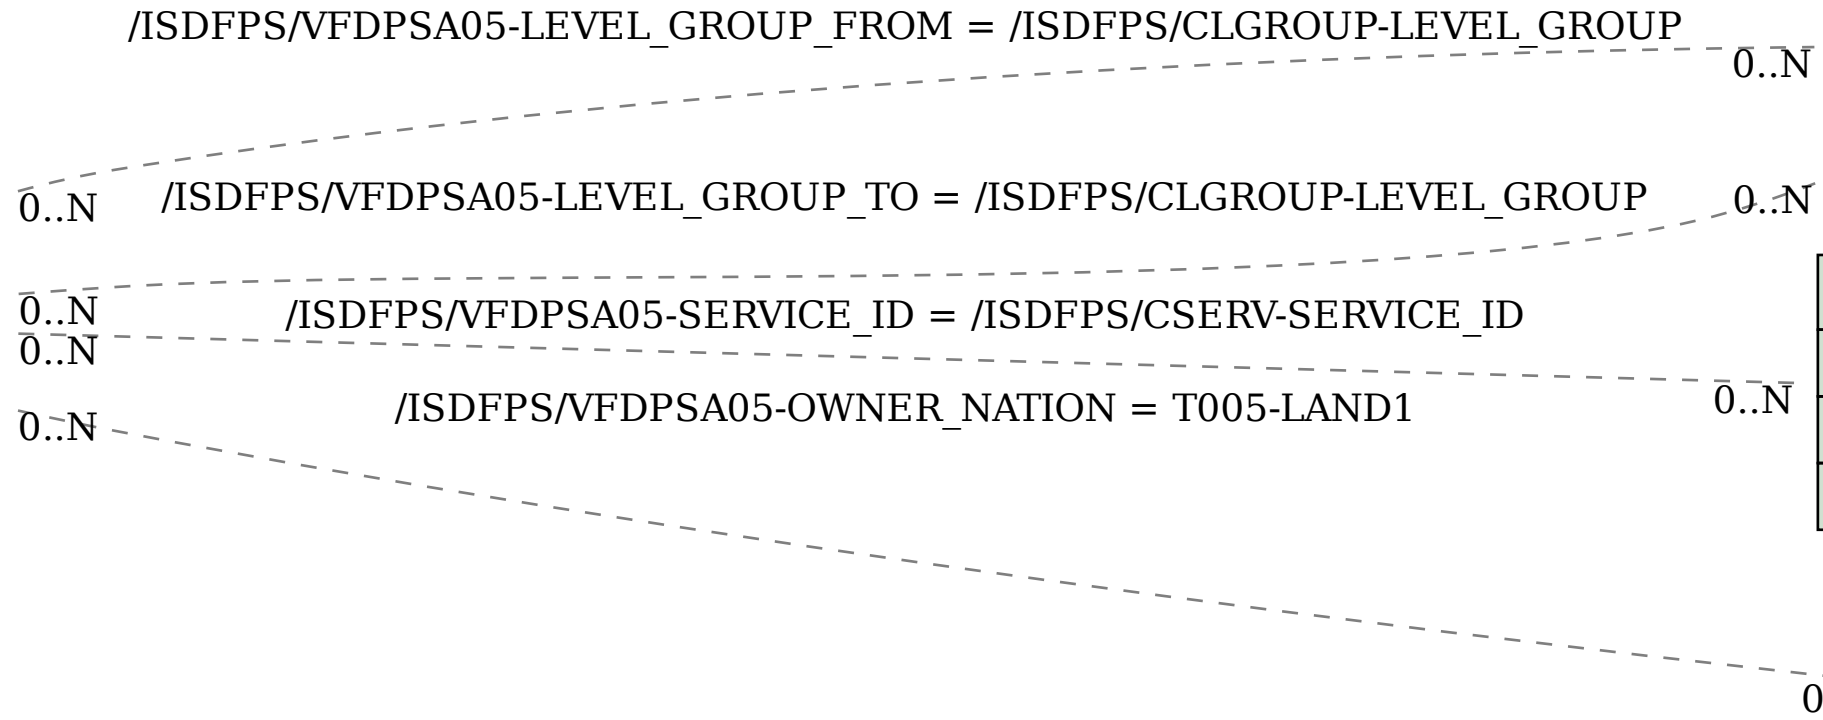 /ISDFPS/VFDPSA05-LEVEL_GROUP_FROM = /ISDFPS/CLGROUP-LEVEL_GROUP
0..N
0..N
/ISDFPS/VFDPSA05-LEVEL_GROUP_TO = /ISDFPS/CLGROUP-LEVEL_GROUP
0..N
0..N
/ISDFPS/VFDPSA05-SERVICE_ID = /ISDFPS/CSERV-SERVICE_ID
0..N
0..N
/ISDFPS/VFDPSA05-OWNER_NATION = T005-LAND1
0..N
0